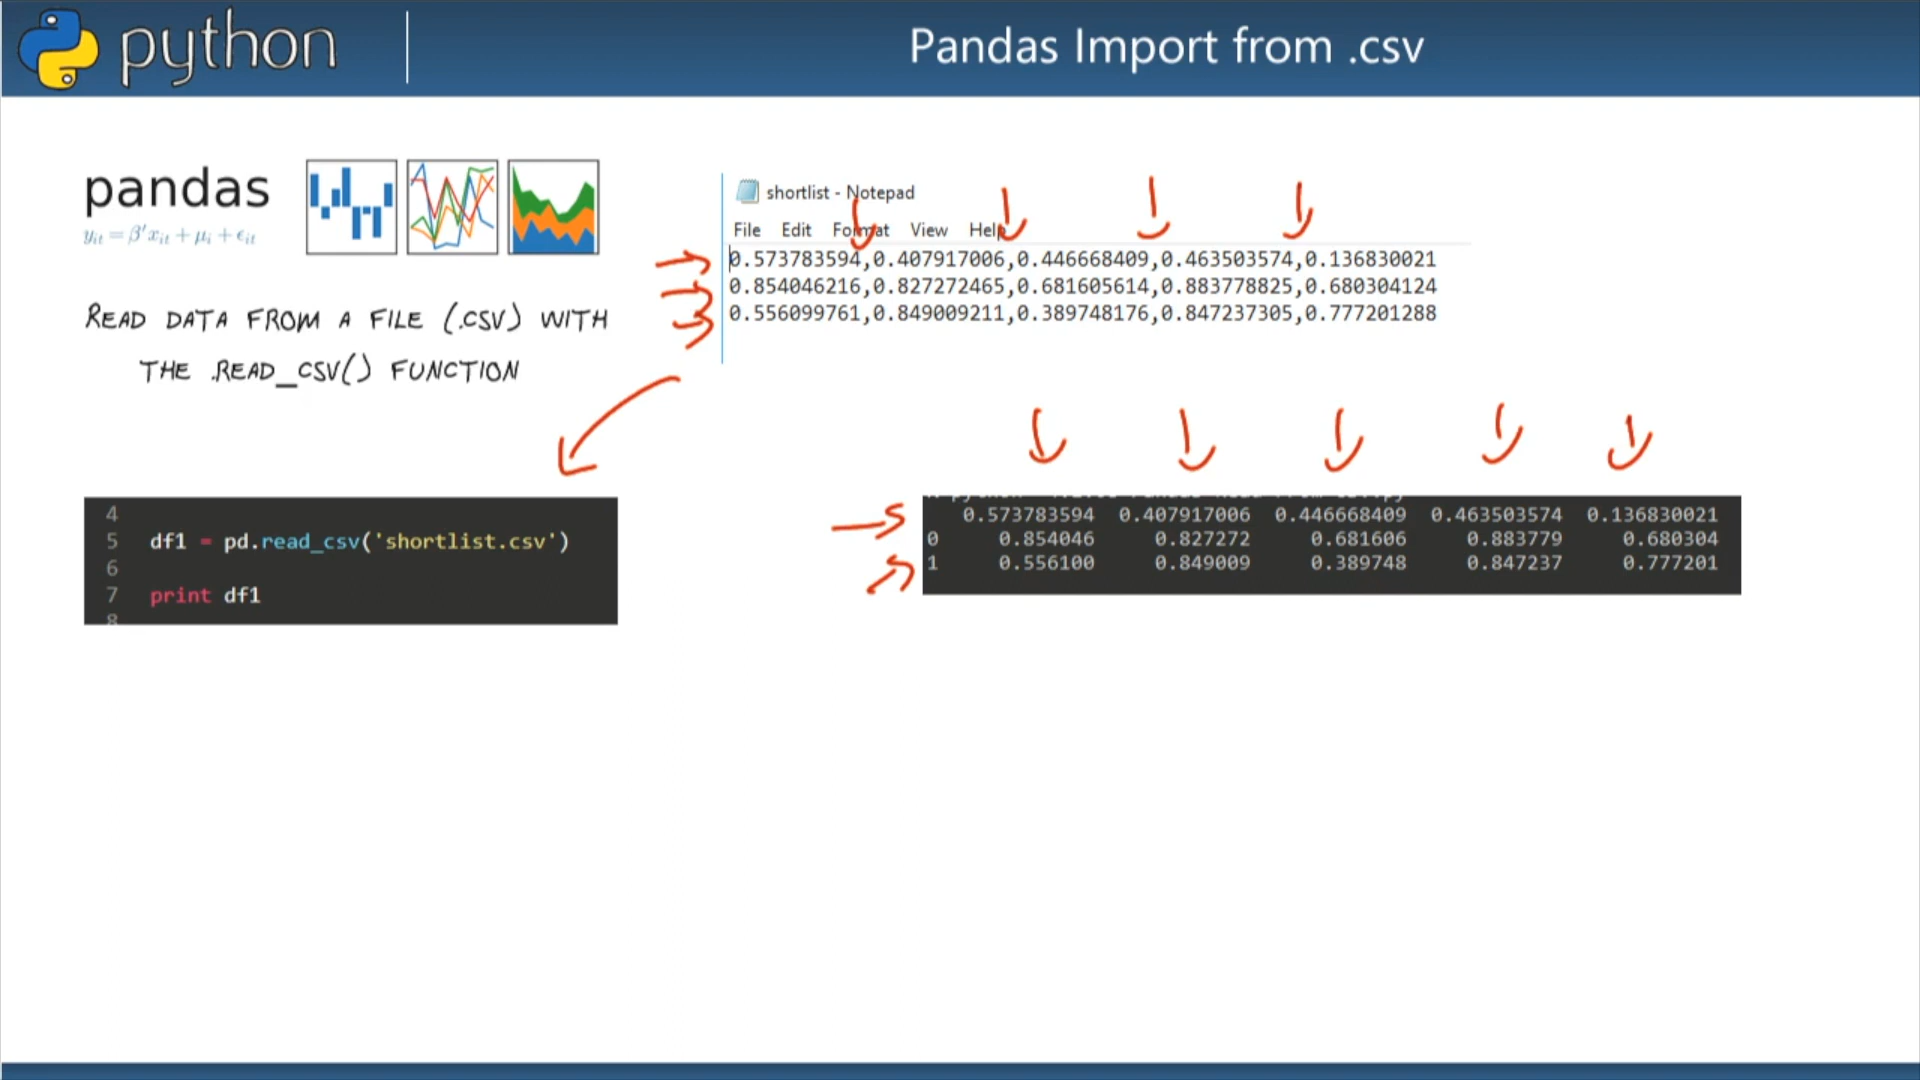 python
Pandas Import from .csv
pandas
y_it = β′x_it + μ_i + ϵ_it
READ DATA FROM A FILE (.CSV) WITH
THE .READ_CSV() FUNCTION
shortlist - Notepad
File Edit Format View Help
0.573783594,0.407917006,0.446668409,0.463503574,0.136830021
0.854046216,0.827272465,0.681605614,0.883778825,0.680304124
0.556099761,0.849009211,0.389748176,0.847237305,0.777201288
4
5 df1 = pd.read_csv('shortlist.csv')
6
7 print df1
8
0.573783594 0.407917006 0.446668409 0.463503574 0.136830021
0 0.854046 0.827272 0.681606 0.883779 0.680304
1 0.556100 0.849009 0.389748 0.847237 0.777201